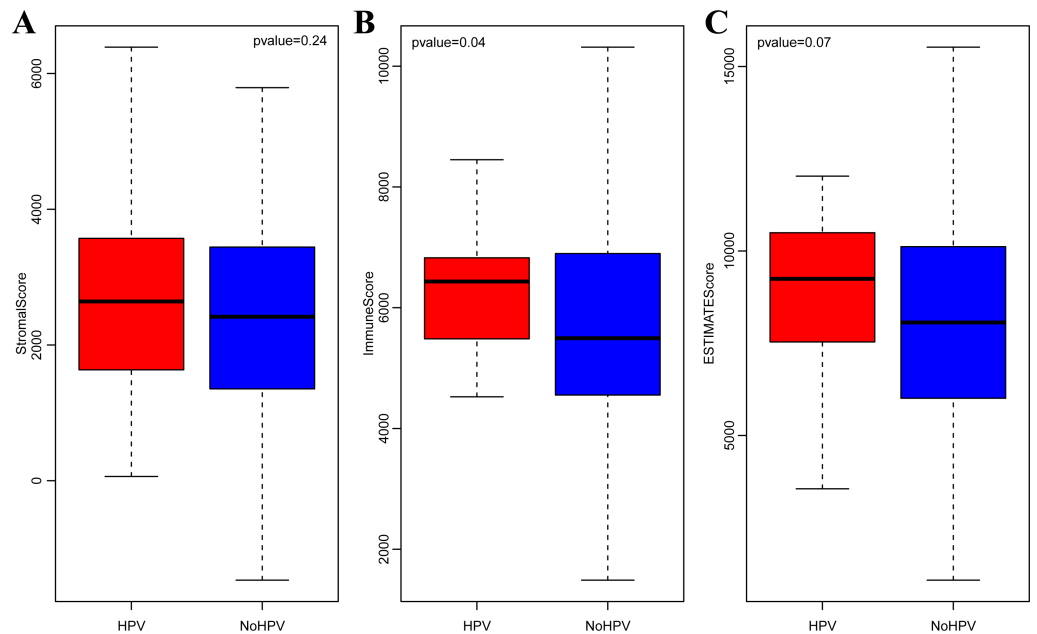 A
pvalue=0.24
StromalScore
6000
4000
2000
0
HPV
NoHPV
B
pvalue=0.04
ImmuneScore
10000
8000
6000
4000
2000
HPV
NoHPV
C
pvalue=0.07
ESTIMATEScore
15000
10000
5000
HPV
NoHPV